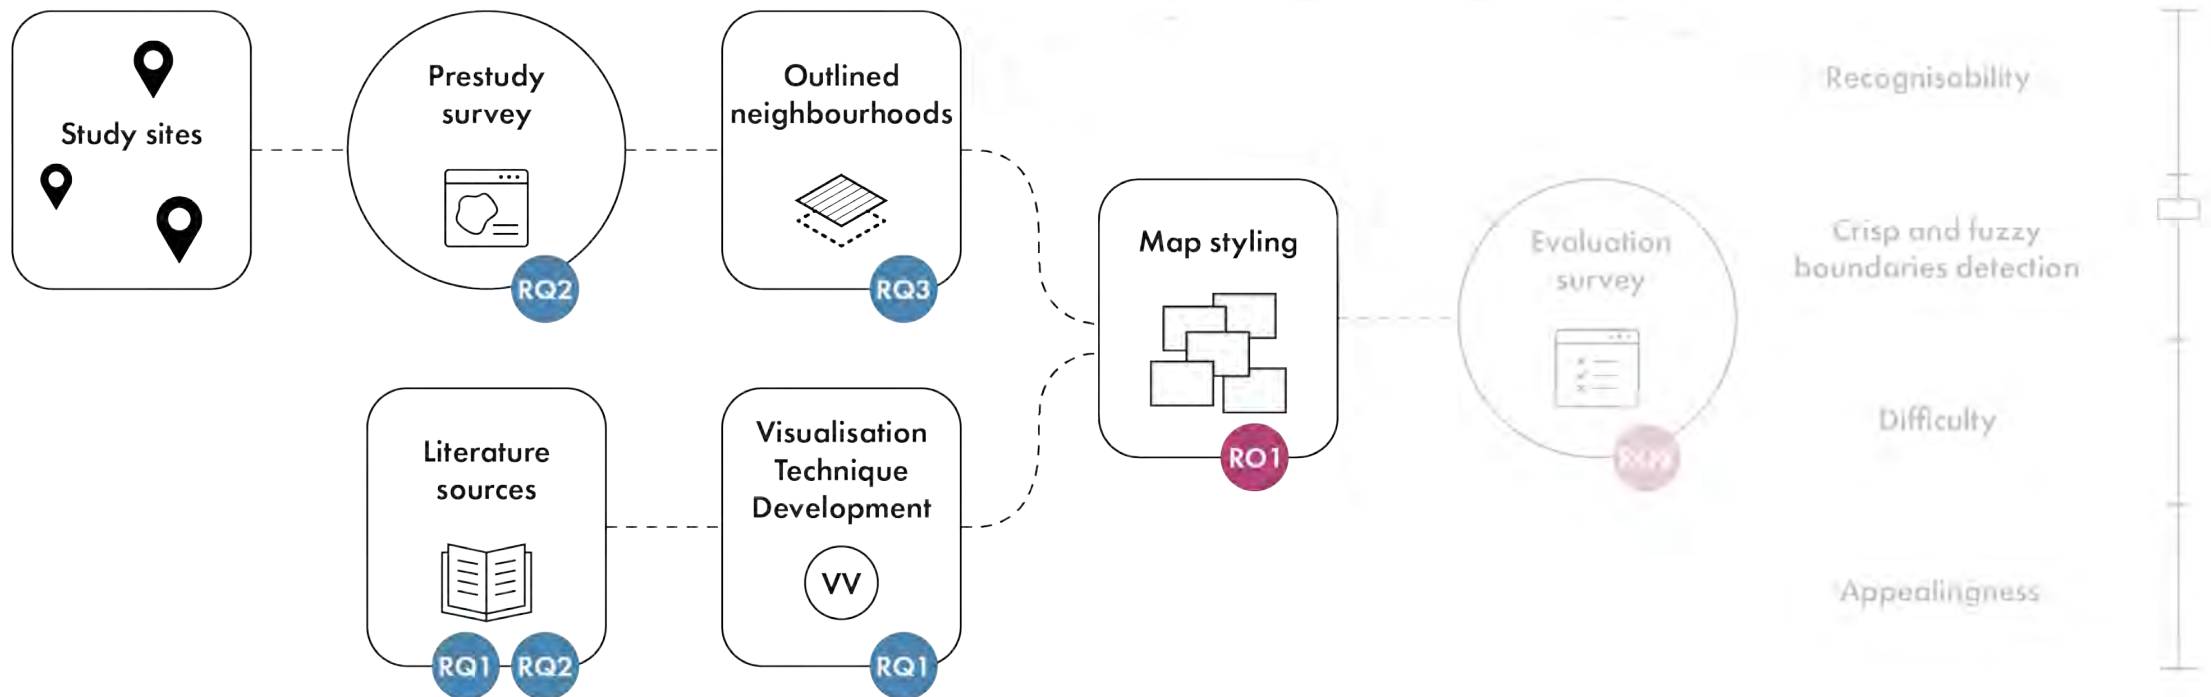 Study sites
Prestudy
survey
RQ2
Outlined
neighbourhoods
RQ3
Literature
sources
RQ1
RQ2
Visualisation
Technique
Development
VV
RQ1
Map styling
RO1
Evaluation
survey
Recognisability
Crisp and fuzzy
boundaries detection
Difficulty
Appealingness